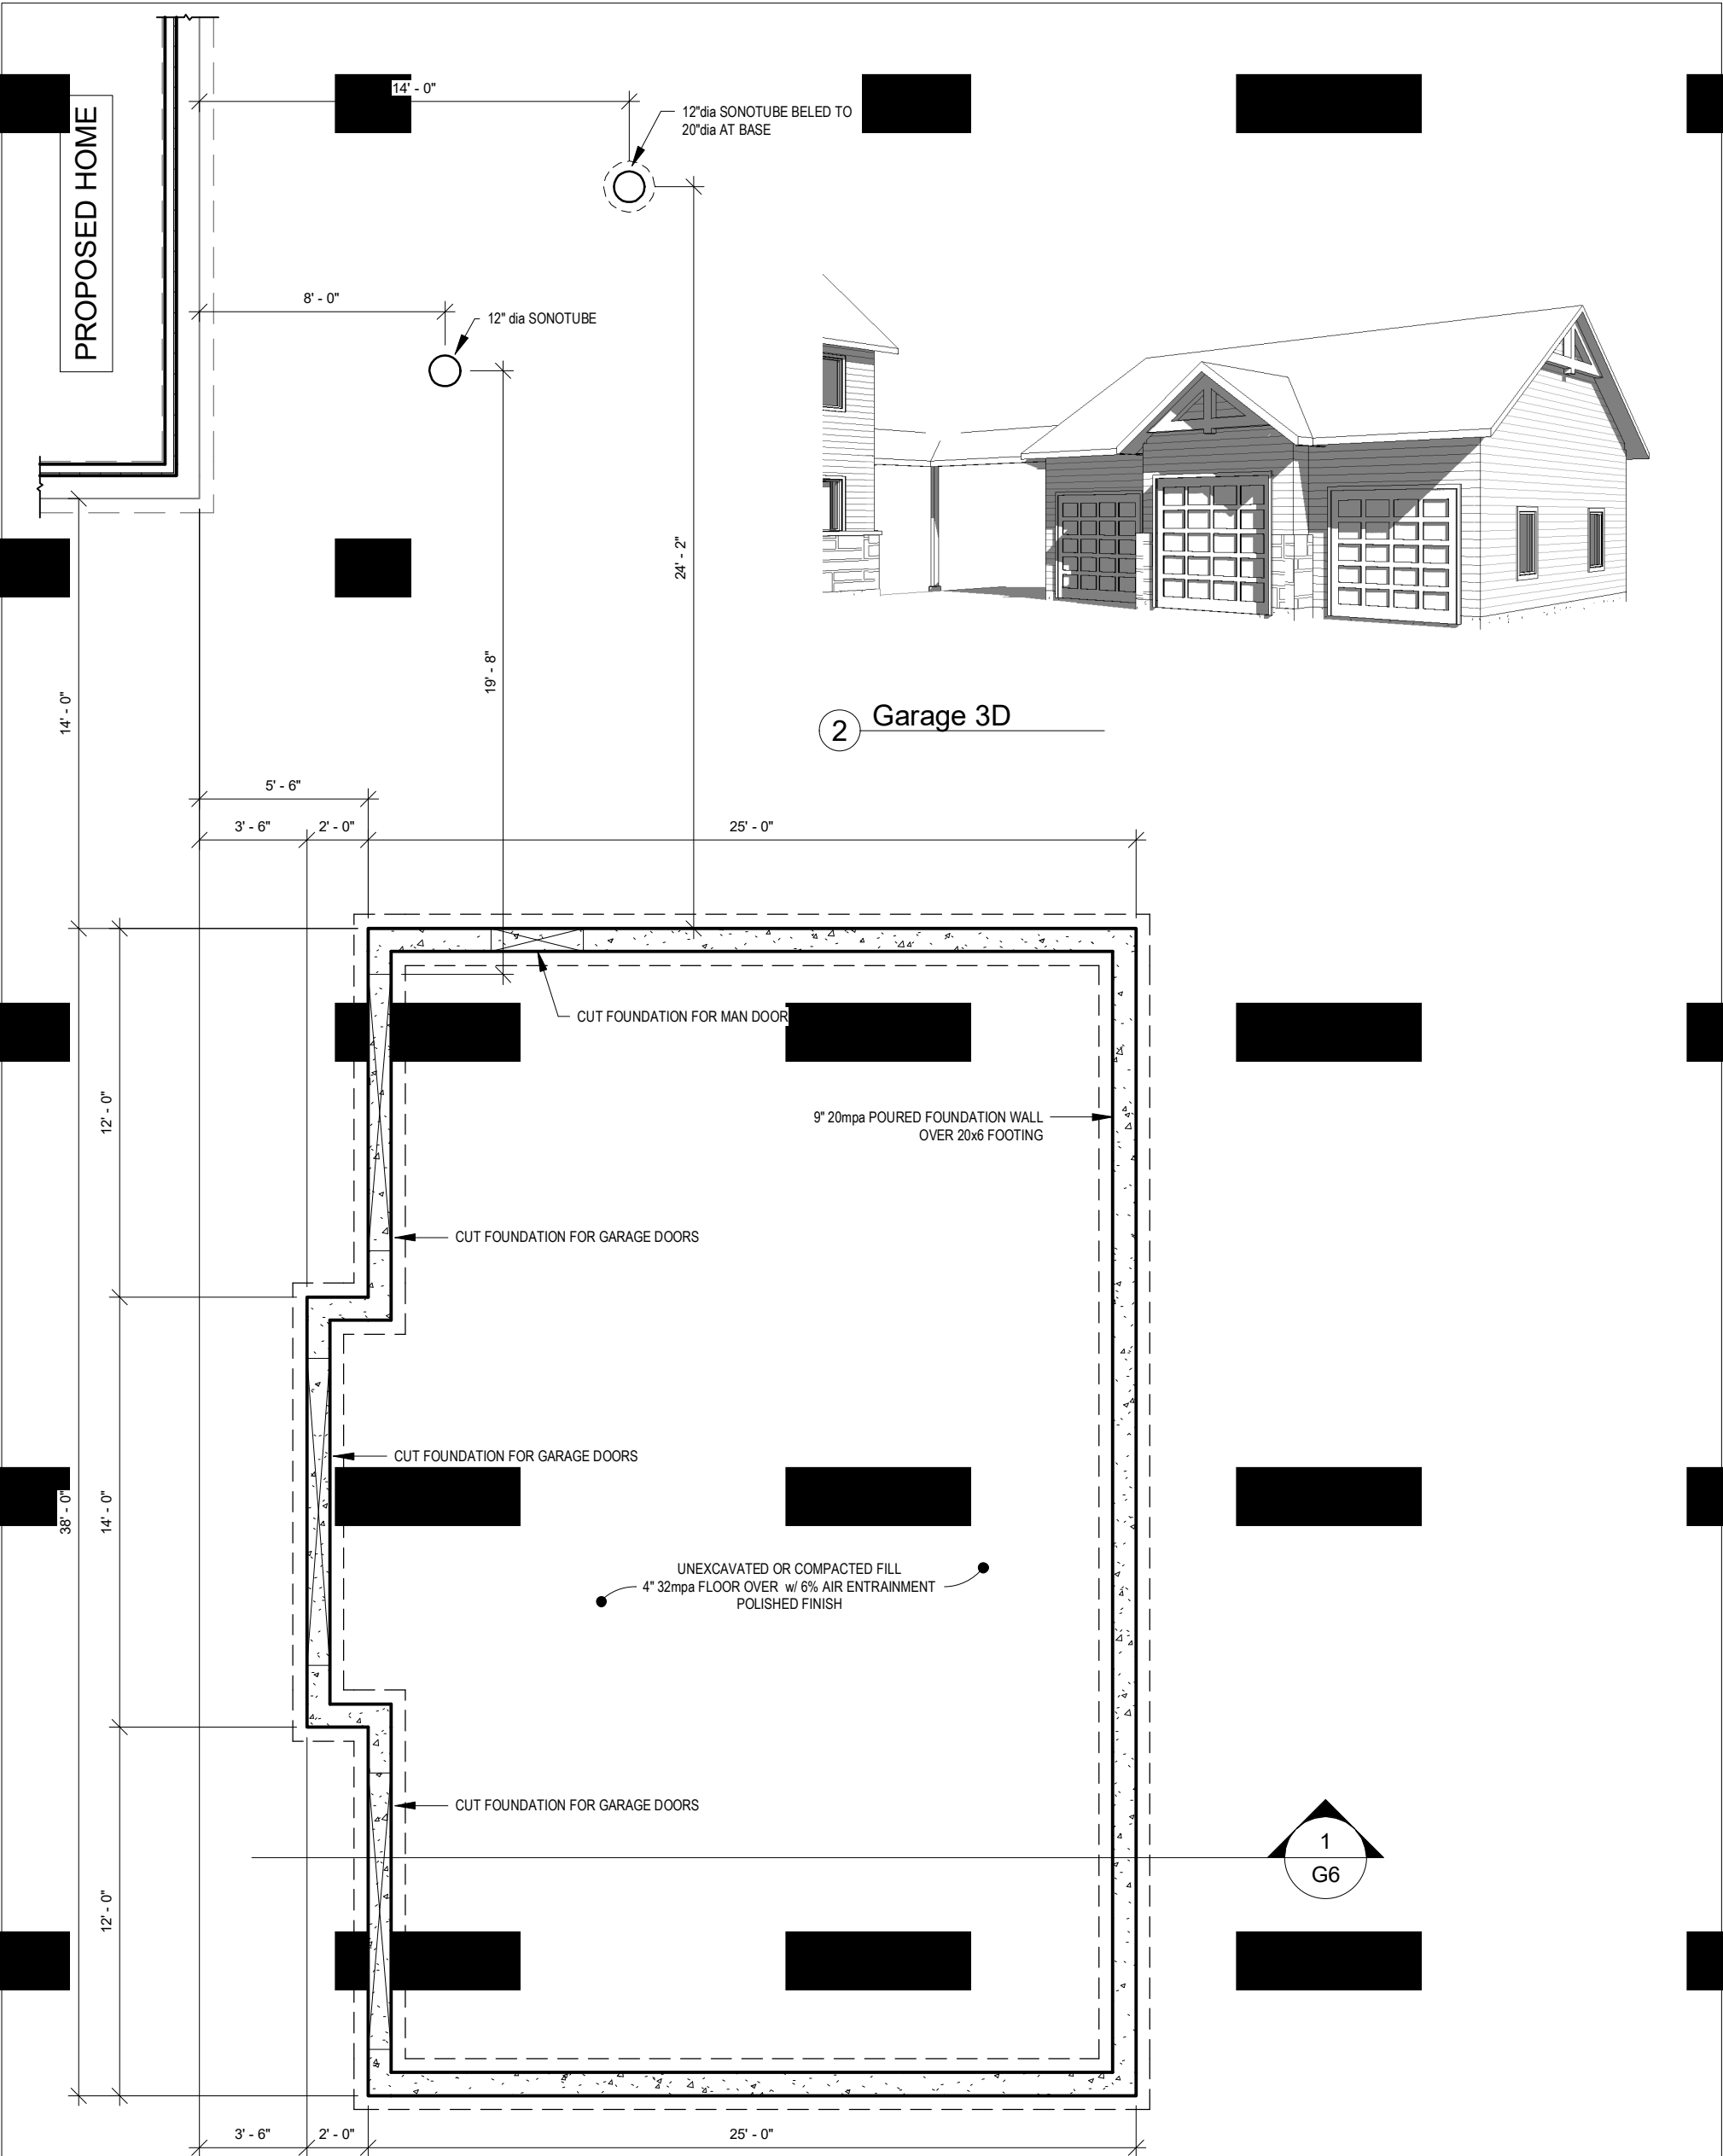 14' - 0"
12"dia SONOTUBE BELED TO
20"dia AT BASE
PROPOSED HOME
8' - 0"
12" dia SONOTUBE
24' - 2"
19' - 8"
14' - 0"
2 Garage 3D
5' - 6"
3' - 6" 2' - 0" 25' - 0"
CUT FOUNDATION FOR MAN DOOR
12' - 0"
9" 20mpa POURED FOUNDATION WALL
OVER 20x6 FOOTING
CUT FOUNDATION FOR GARAGE DOORS
CUT FOUNDATION FOR GARAGE DOORS
38' - 0"
14' - 0"
UNEXCAVATED OR COMPACTED FILL
4" 32mpa FLOOR OVER w/ 6% AIR ENTRAINMENT
POLISHED FINISH
CUT FOUNDATION FOR GARAGE DOORS
1
G6
12' - 0"
3' - 6" 2' - 0" 25' - 0"